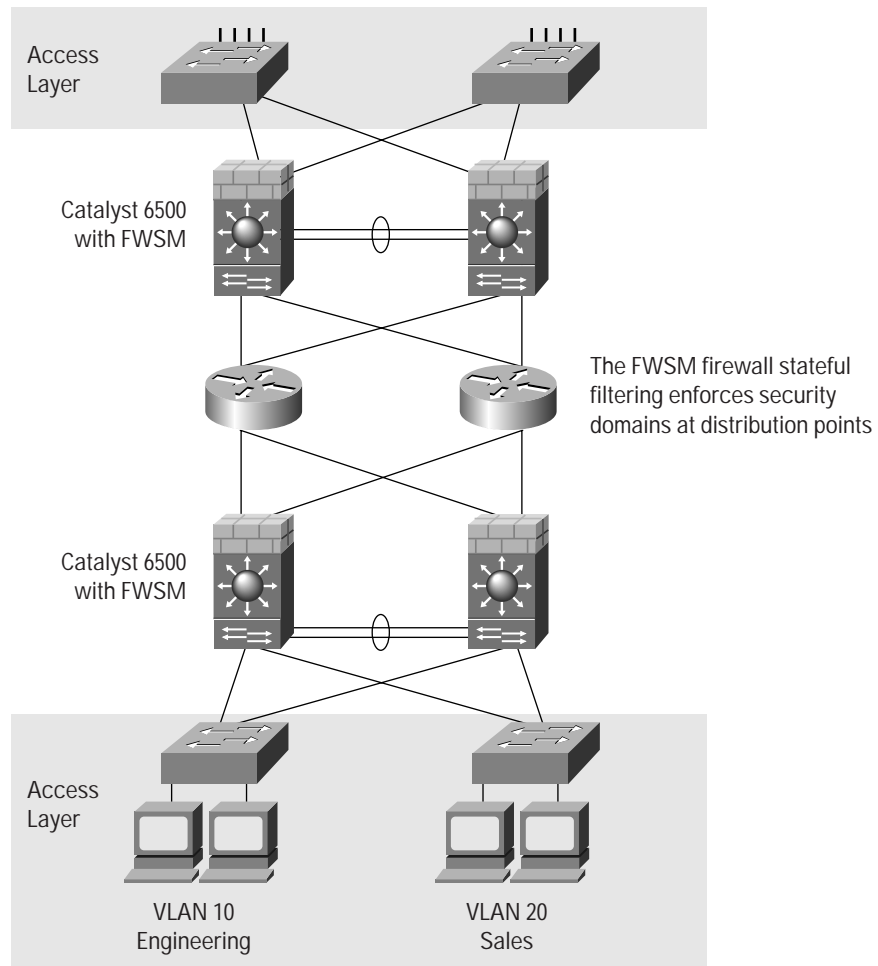 Access
Layer
Catalyst 6500
with FWSM
The FWSM firewall stateful
filtering enforces security
domains at distribution points
Catalyst 6500
with FWSM
Access
Layer
VLAN 10
Engineering
VLAN 20
Sales